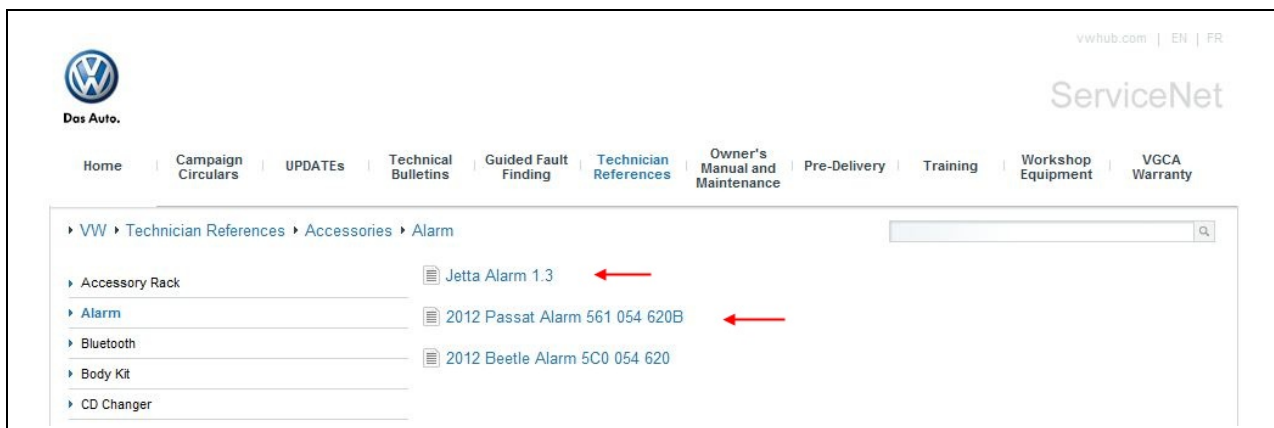 vwhub.com | EN | FR
Das Auto.
ServiceNet
Home
Campaign
Circulars
UPDATEs
Technical
Bulletins
Guided Fault
Finding
Technician
References
Owner's
Manual and
Maintenance
Pre-Delivery
Training
Workshop
Equipment
VGCA
Warranty
VW Technician References Accessories Alarm
Accessory Rack
Alarm
Bluetooth
Body Kit
CD Changer
Jetta Alarm 1.3
2012 Passat Alarm 561 054 620B
2012 Beetle Alarm 5C0 054 620